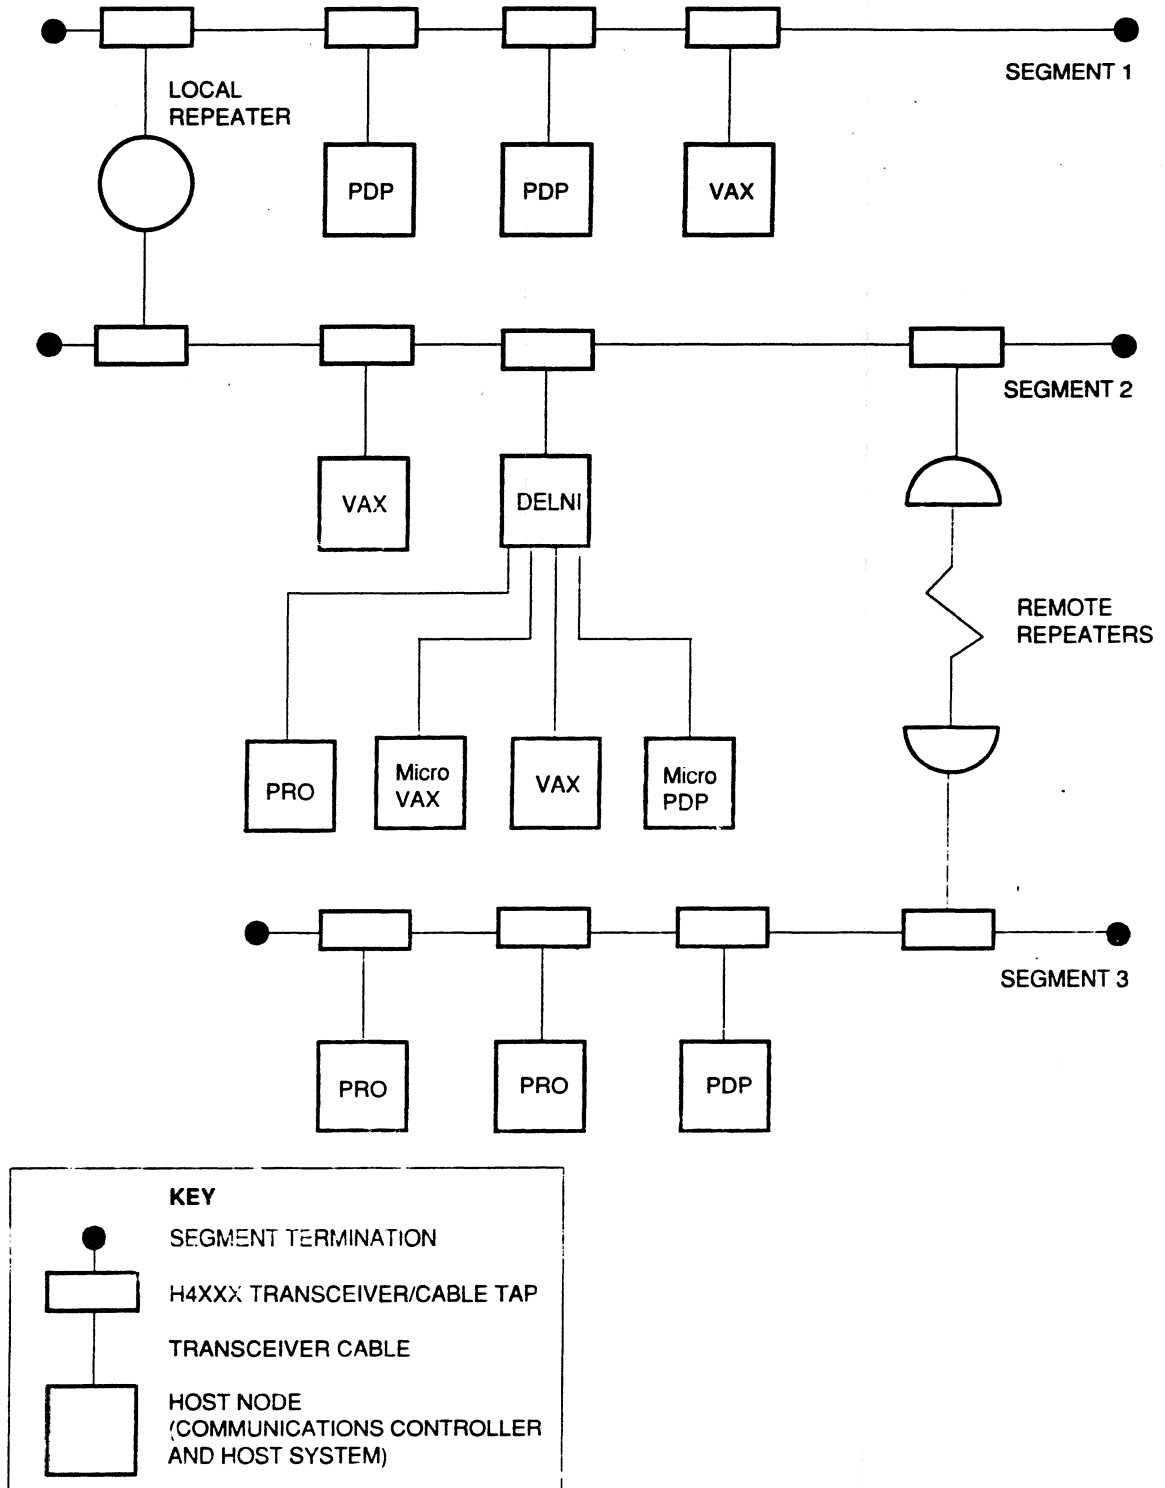 SEGMENT 1
LOCAL
REPEATER
PDP
PDP
VAX
SEGMENT 2
VAX
DELNI
REMOTE
REPEATERS
PRO
Micro
VAX
VAX
Micro
PDP
SEGMENT 3
PRO
PRO
PDP
KEY
SEGMENT TERMINATION
H4XXX TRANSCEIVER/CABLE TAP
TRANSCEIVER CABLE
HOST NODE
(COMMUNICATIONS CONTROLLER
AND HOST SYSTEM)